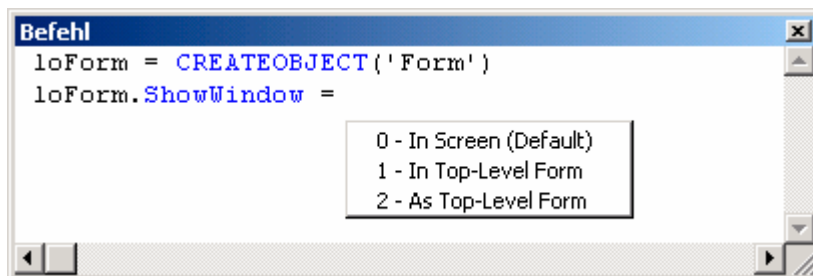 Befehl
loForm = CREATEOBJECT('Form')
loForm.ShowWindow =
0 - In Screen (Default)
1 - In Top-Level Form
2 - As Top-Level Form